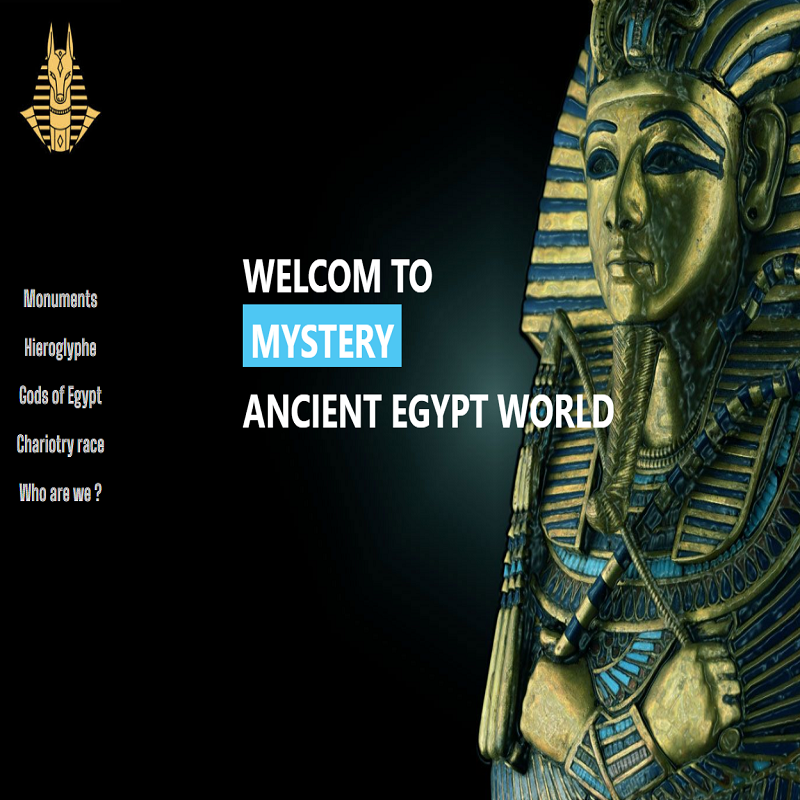 Monuments
Hieroglyphe
Gods of Egypt
Chariotry race
Who are we ?
WELCOM TO
MYSTERY
ANCIENT EGYPT WORLD